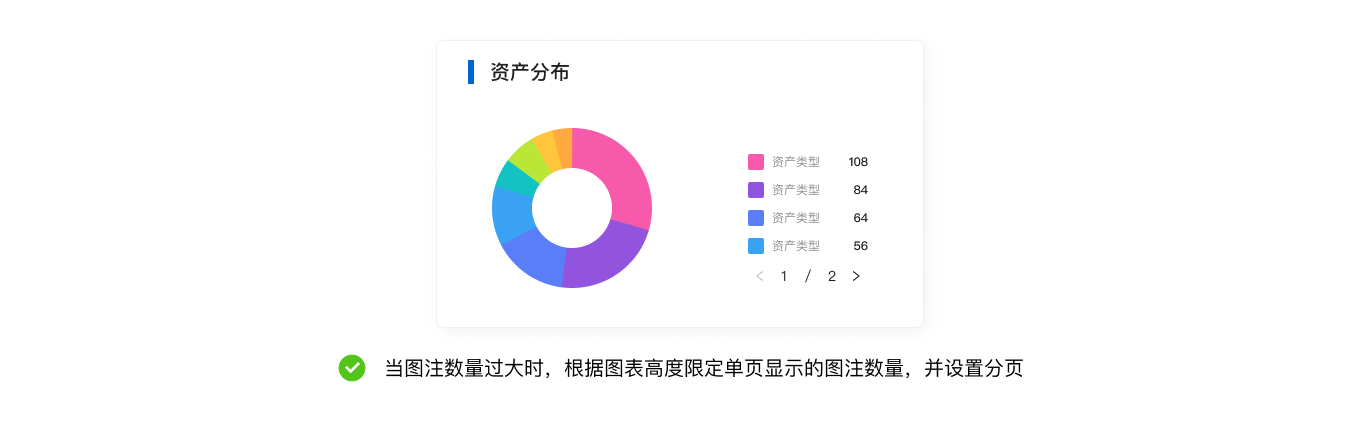 资产分布
资产类型 108
资产类型 84
资产类型 64
资产类型 56
< 1 / 2 >
当图注数量过大时，根据图表高度限定单页显示的图注数量，并设置分页